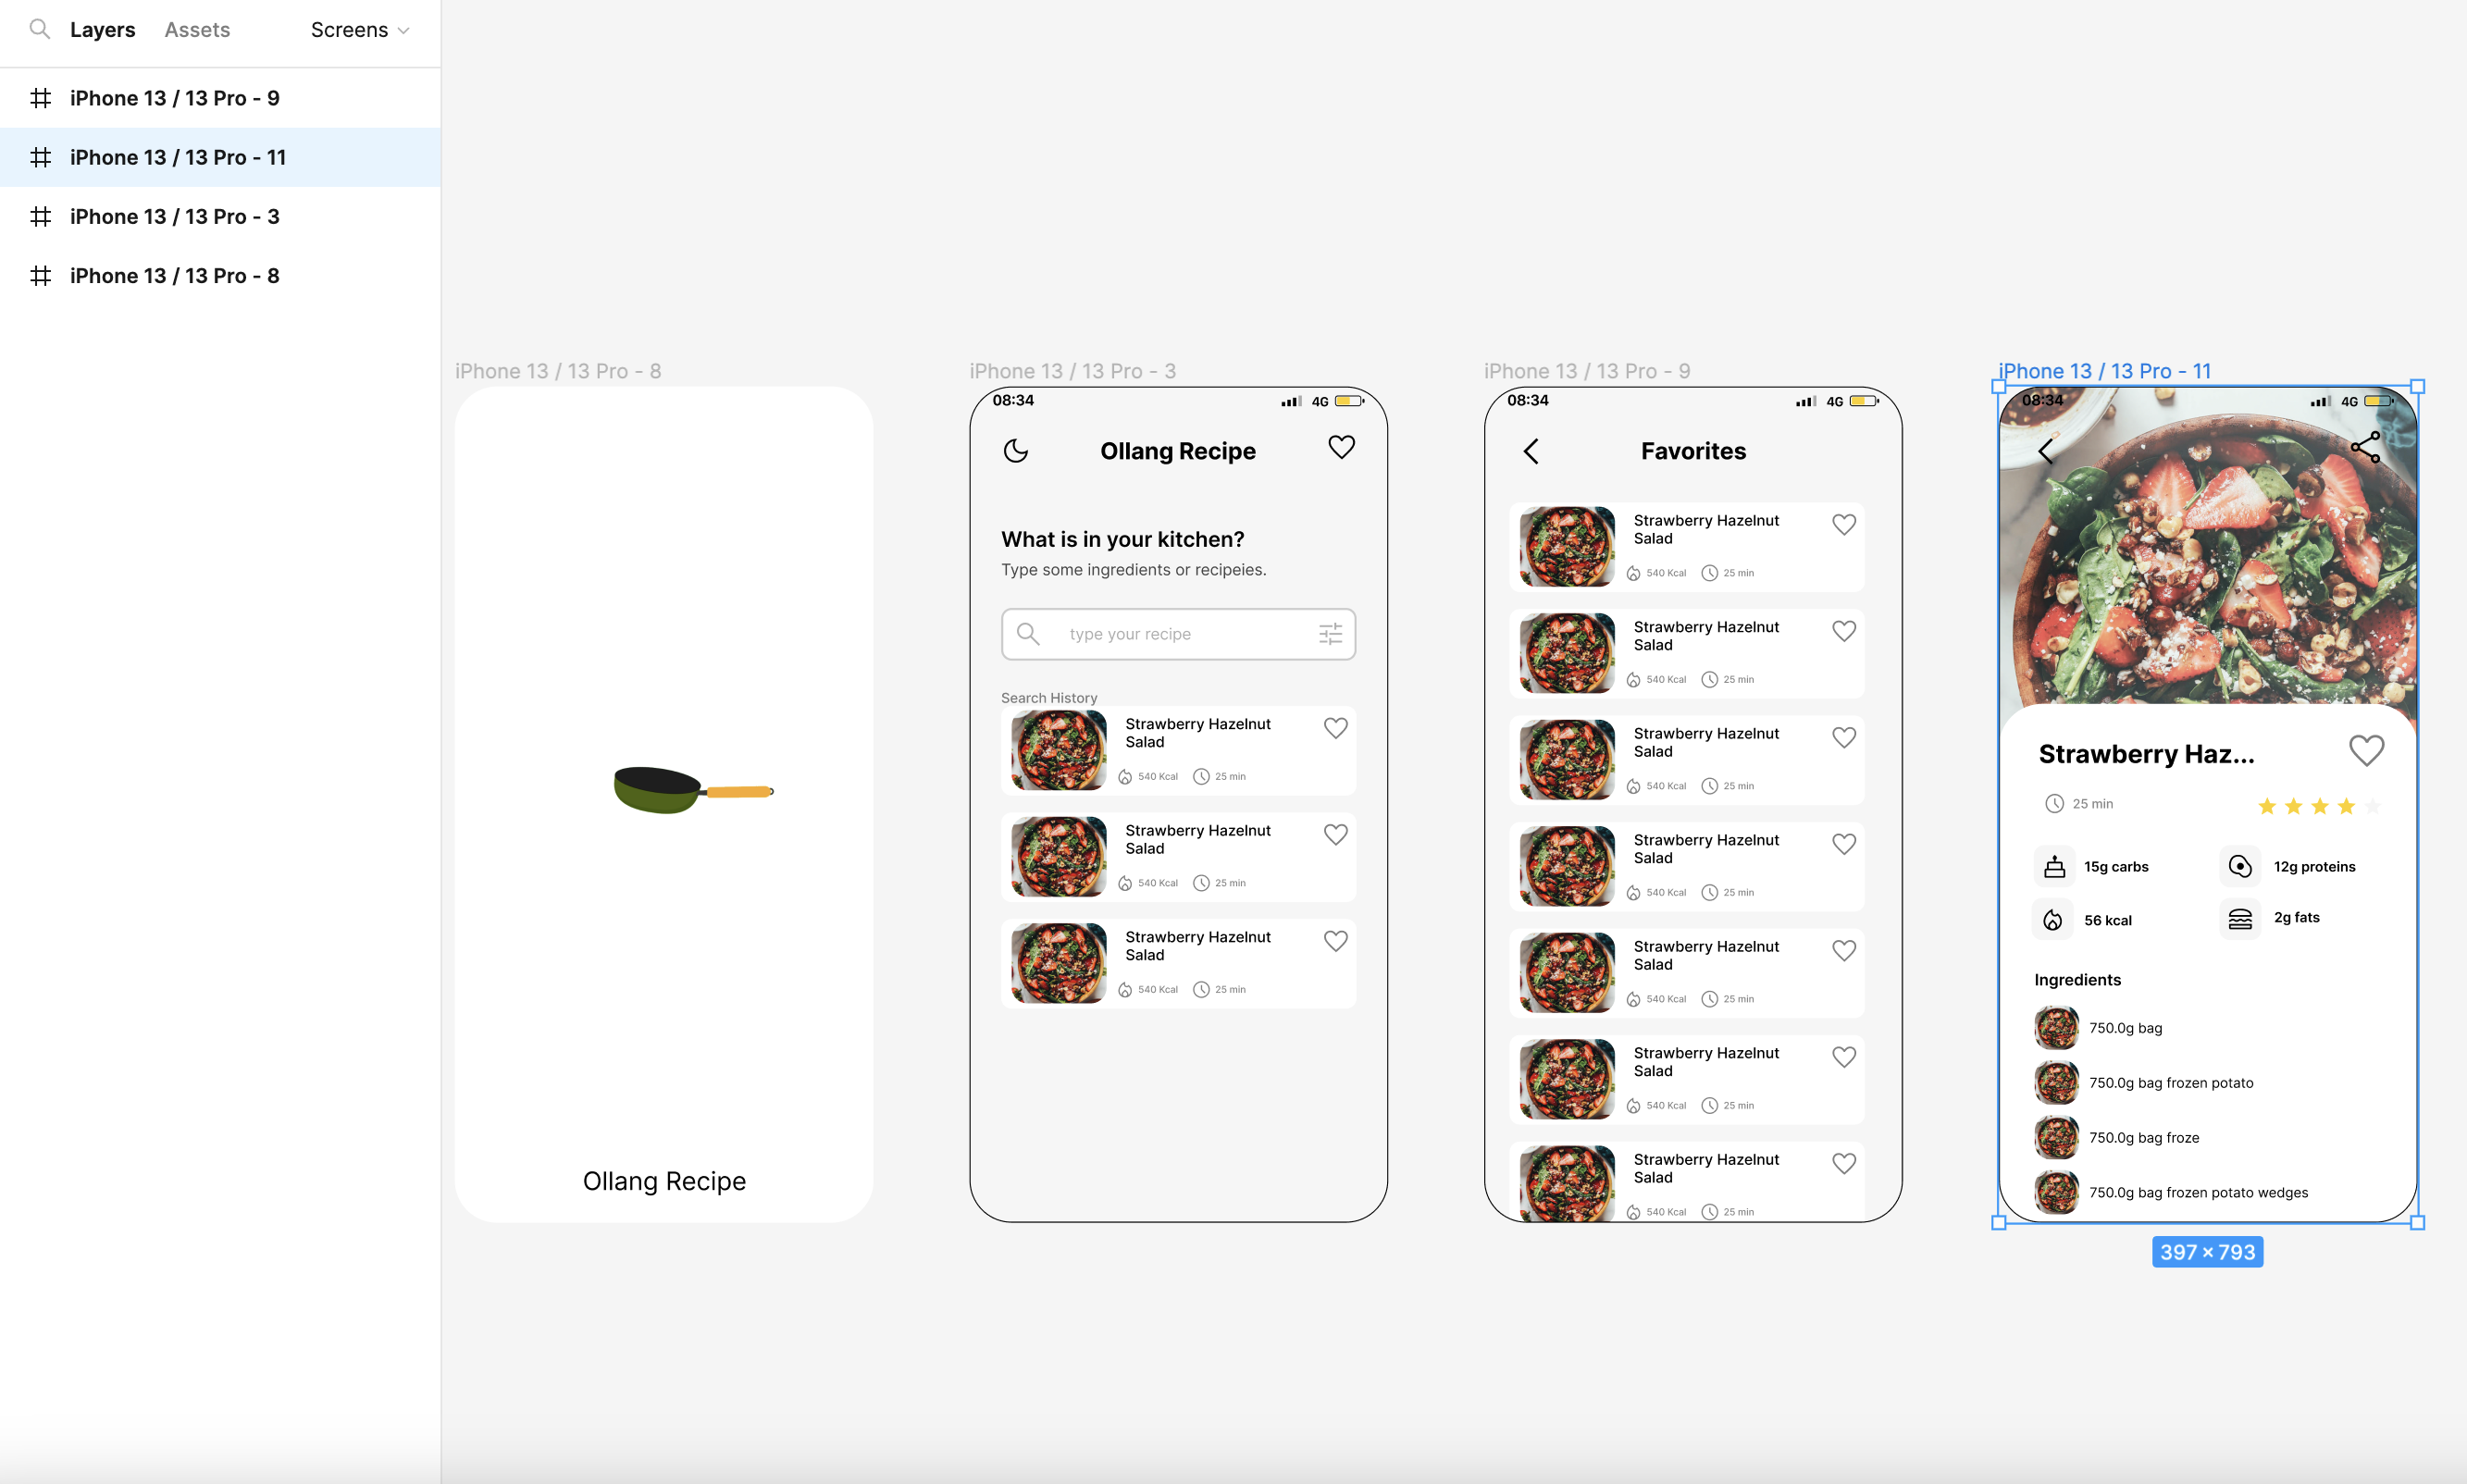 Layers Assets Screens
iPhone 13 / 13 Pro - 9
iPhone 13 / 13 Pro - 11
iPhone 13 / 13 Pro - 3
iPhone 13 / 13 Pro - 8
iPhone 13 / 13 Pro - 8
Ollang Recipe
iPhone 13 / 13 Pro - 3
08:34 4G
Ollang Recipe
What is in your kitchen?
Type some ingredients or recipeies.
type your recipe
Search History
Strawberry Hazelnut
Salad
540 Kcal 25 min
Strawberry Hazelnut
Salad
540 Kcal 25 min
Strawberry Hazelnut
Salad
540 Kcal 25 min
iPhone 13 / 13 Pro - 9
08:34 4G
Favorites
Strawberry Hazelnut
Salad
540 Kcal 25 min
Strawberry Hazelnut
Salad
540 Kcal 25 min
Strawberry Hazelnut
Salad
540 Kcal 25 min
Strawberry Hazelnut
Salad
540 Kcal 25 min
Strawberry Hazelnut
Salad
540 Kcal 25 min
Strawberry Hazelnut
Salad
540 Kcal 25 min
Strawberry Hazelnut
Salad
540 Kcal 25 min
iPhone 13 / 13 Pro - 11
08:34 4G
Strawberry Haz...
25 min
15g carbs 12g proteins
56 kcal 2g fats
Ingredients
750.0g bag
750.0g bag frozen potato
750.0g bag froze
750.0g bag frozen potato wedges
397 × 793